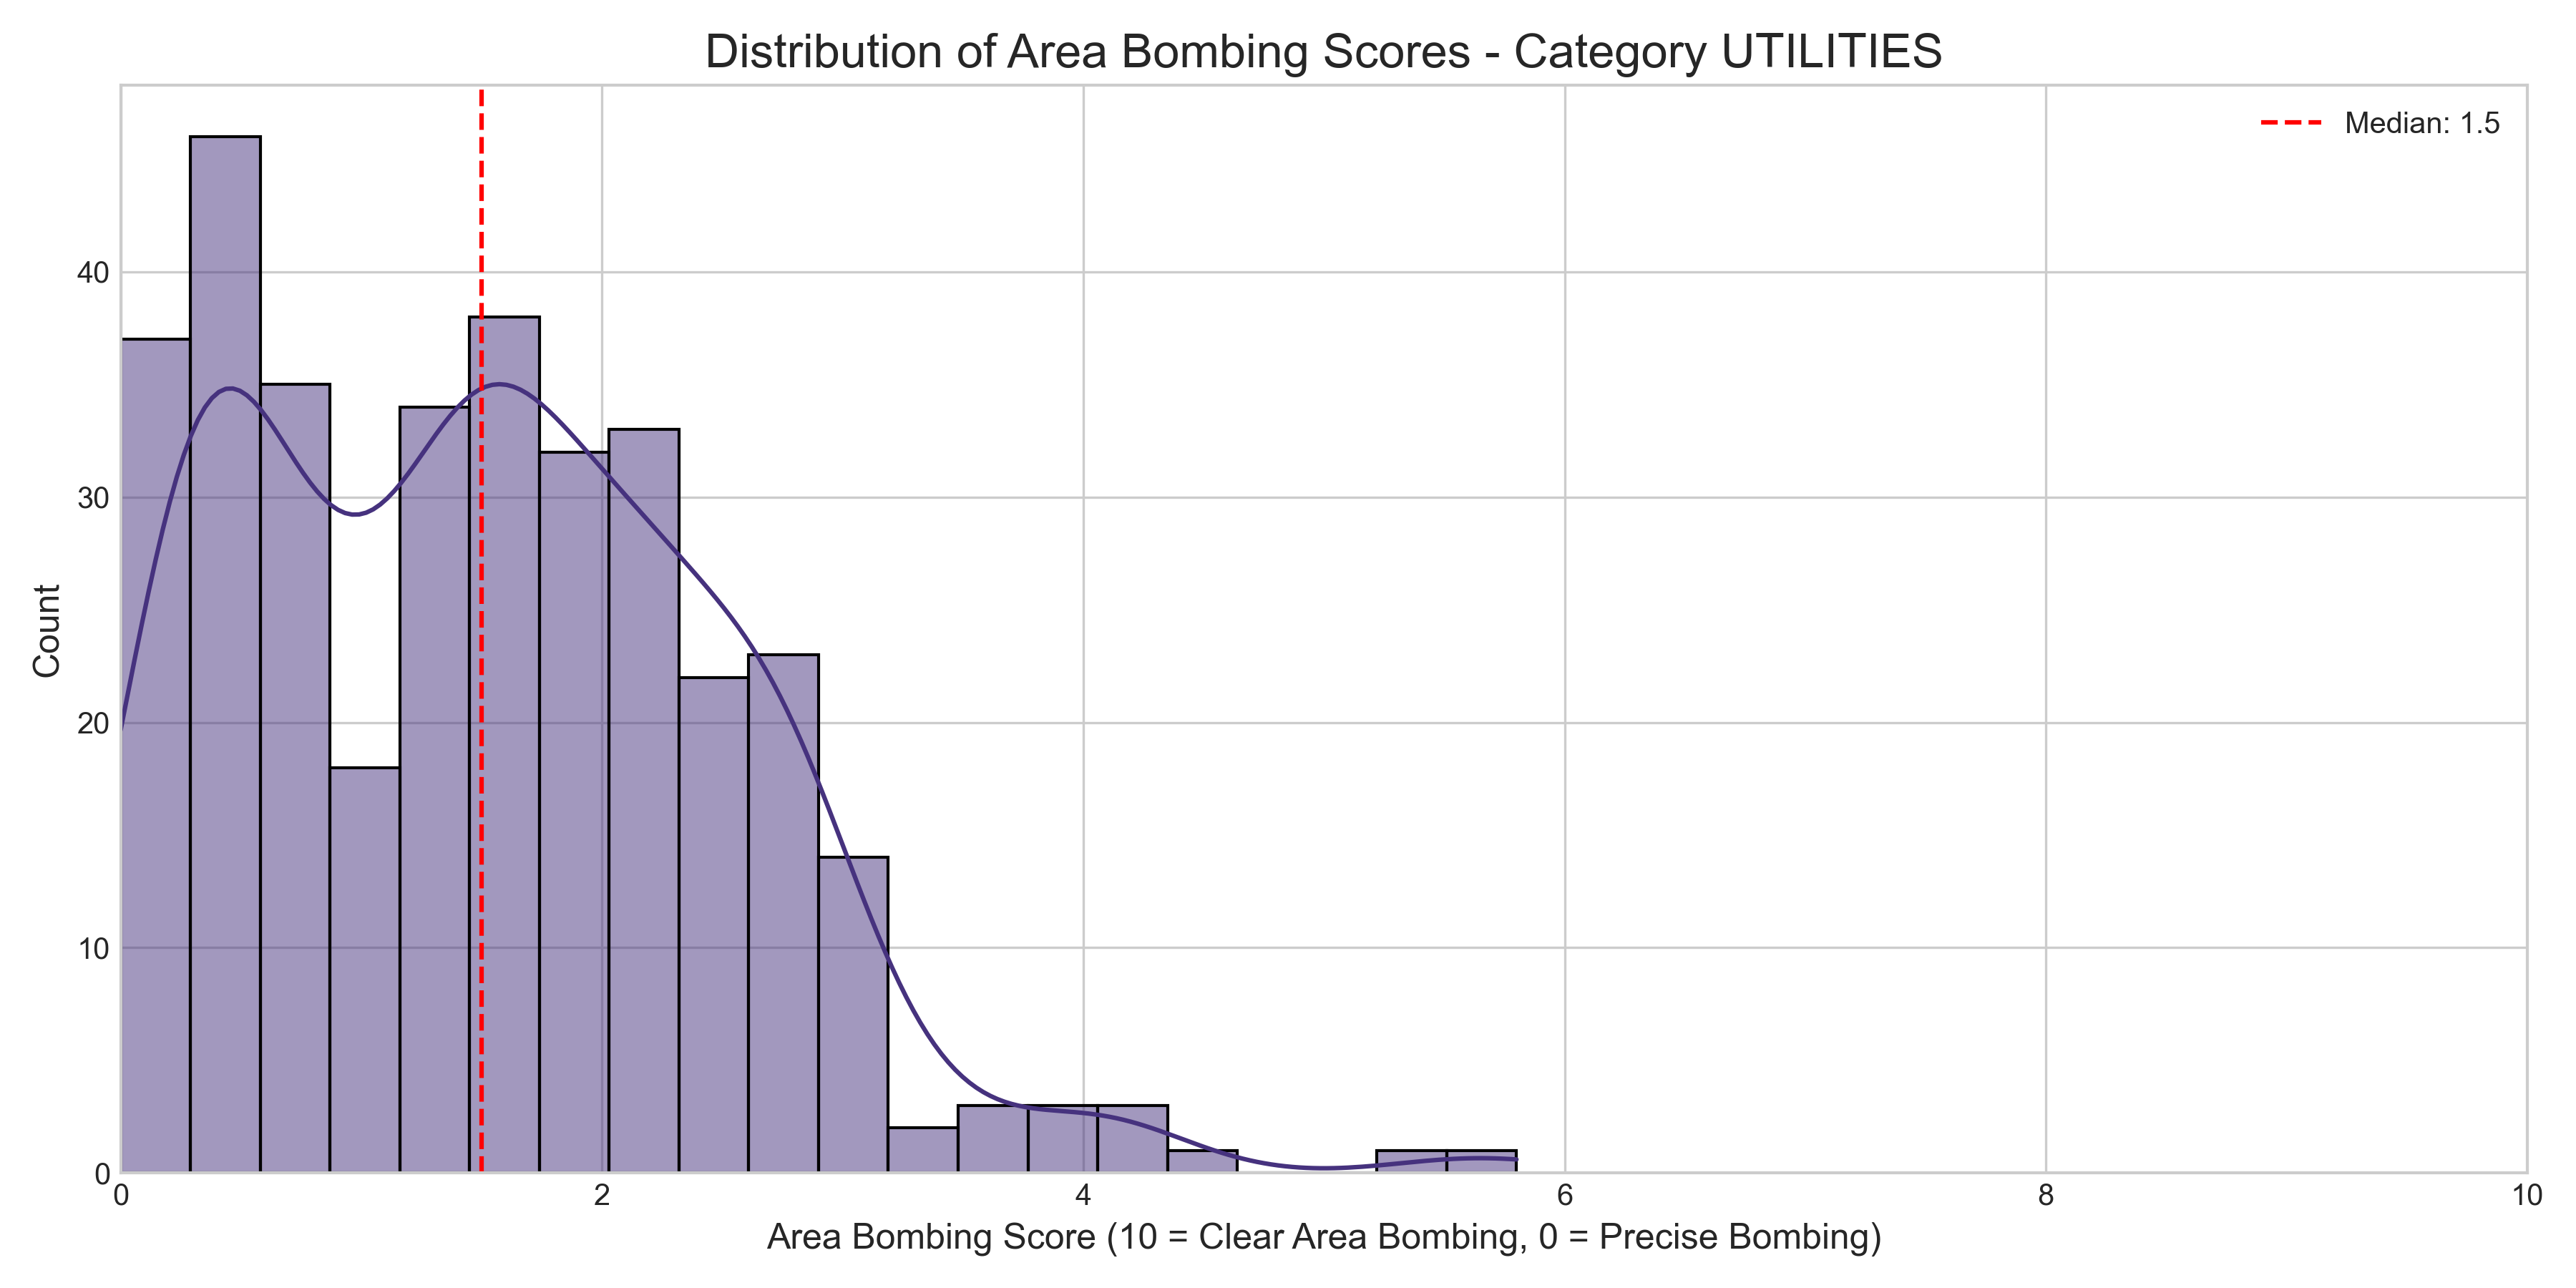 Distribution of Area Bombing Scores - Category UTILITIES
Median: 1.5
Count
40
30
20
10
0
0 2 4 6 8 10
Area Bombing Score (10 = Clear Area Bombing, 0 = Precise Bombing)